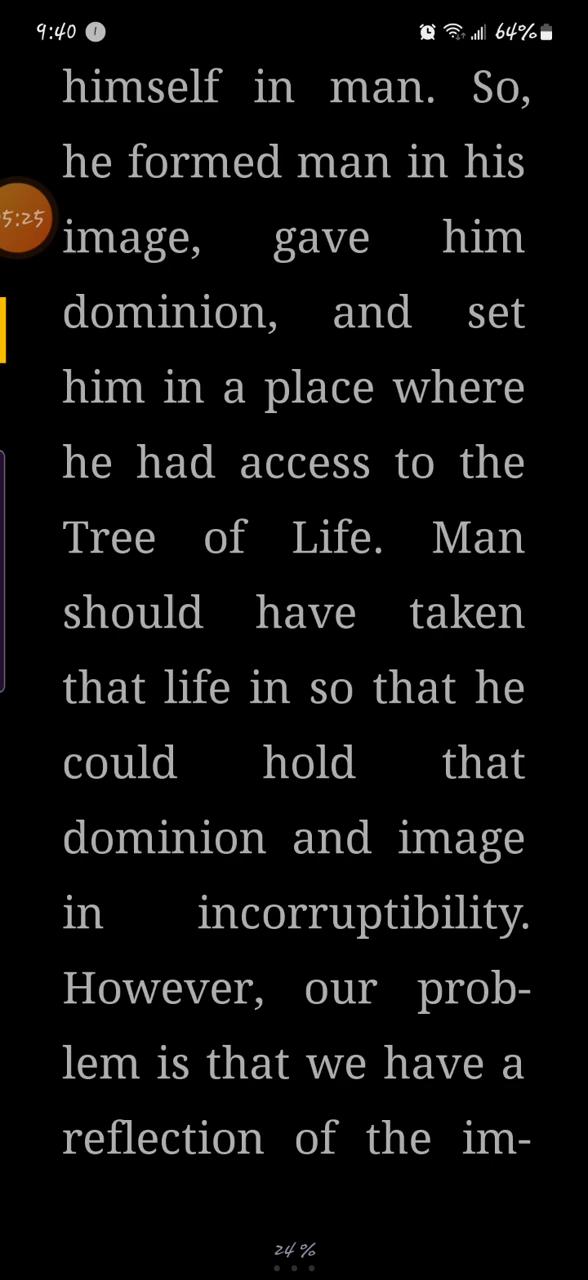 9:40
64%
himself in man. So,
he formed man in his
5:25
image, gave him
dominion, and set
him in a place where
he had access to the
Tree of Life. Man
should have taken
that life in so that he
could hold that
dominion and image
in incorruptibility.
However, our prob-
lem is that we have a
reflection of the im-
24%